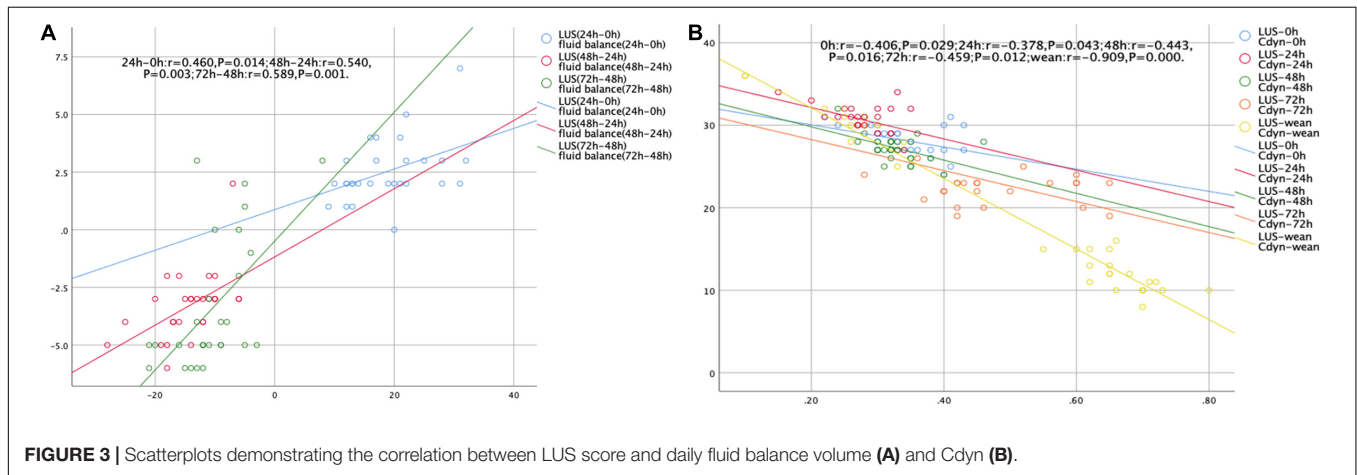 A
24h-0h:r=0.460,P=0.014;48h-24h:r=0.540,
P=0.003;72h-48h:r=0.589,P=0.001.
7.5
5.0
2.5
.0
-2.5
-5.0
-20
0
20
40
LUS(24h-0h)
fluid balance(24h-0h)
LUS(48h-24h)
fluid balance(48h-24h)
LUS(72h-48h)
fluid balance(72h-48h)
LUS(24h-0h)
fluid balance(24h-0h)
LUS(48h-24h)
fluid balance(48h-24h)
LUS(72h-48h)
fluid balance(72h-48h)
B
0h:r=-0.406,P=0.029;24h:r=-0.378,P=0.043;48h:r=-0.443,
P=0.016;72h:r=-0.459;P=0.012;wean:r=-0.909,P=0.000.
40
30
20
10
0
.20
.40
.60
.80
LUS-0h
Cdyn-0h
LUS-24h
Cdyn-24h
LUS-48h
Cdyn-48h
LUS-72h
Cdyn-72h
LUS-wean
Cdyn-wean
LUS-0h
Cdyn-0h
LUS-24h
Cdyn-24h
LUS-48h
Cdyn-48h
LUS-72h
Cdyn-72h
LUS-wean
Cdyn-wean
FIGURE 3 | Scatterplots demonstrating the correlation between LUS score and daily fluid balance volume (A) and Cdyn (B).